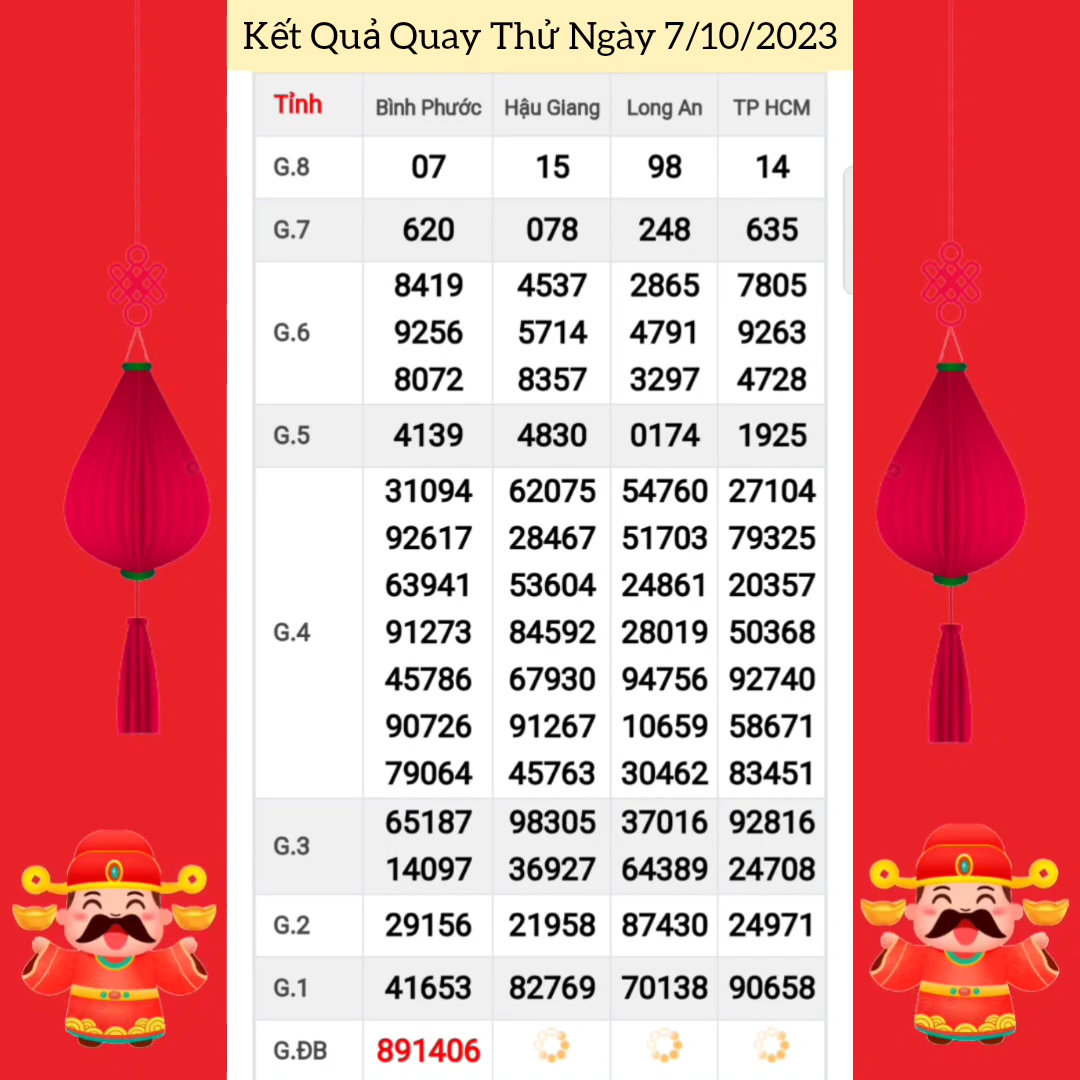 Kết Quả Quay Thử Ngày 7/10/2023
Tỉnh Bình Phước Hậu Giang Long An TP HCM
G.8 07 15 98 14
G.7 620 078 248 635
8419 4537 2865 7805
G.6 9256 5714 4791 9263
8072 8357 3297 4728
G.5 4139 4830 0174 1925
31094 62075 54760 27104
92617 28467 51703 79325
63941 53604 24861 20357
G.4 91273 84592 28019 50368
45786 67930 94756 92740
90726 91267 10659 58671
79064 45763 30462 83451
G.3 65187 98305 37016 92816
14097 36927 64389 24708
G.2 29156 21958 87430 24971
G.1 41653 82769 70138 90658
G.ĐB 891406